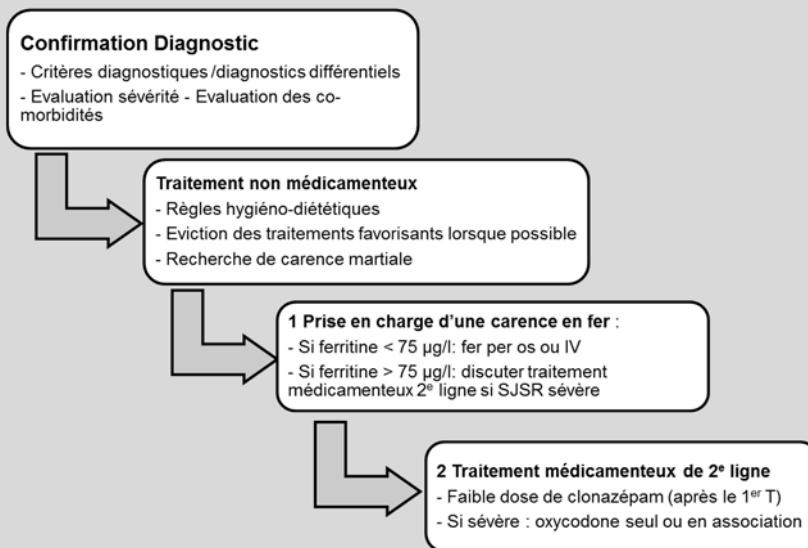 Confirmation Diagnostic
- Critères diagnostiques /diagnostics différentiels
- Evaluation sévérité - Evaluation des co-
morbidités
Traitement non médicamenteux
- Règles hygiéno-diététiques
- Eviction des traitements favorisants lorsque possible
- Recherche de carence martiale
1 Prise en charge d’une carence en fer :
- Si ferritine < 75 µg/l: fer per os ou IV
- Si ferritine > 75 µg/l: discuter traitement
médicamenteux 2e ligne si SJSR sévère
2 Traitement médicamenteux de 2e ligne
- Faible dose de clonazépam (après le 1er T)
- Si sévère : oxycodone seul ou en association